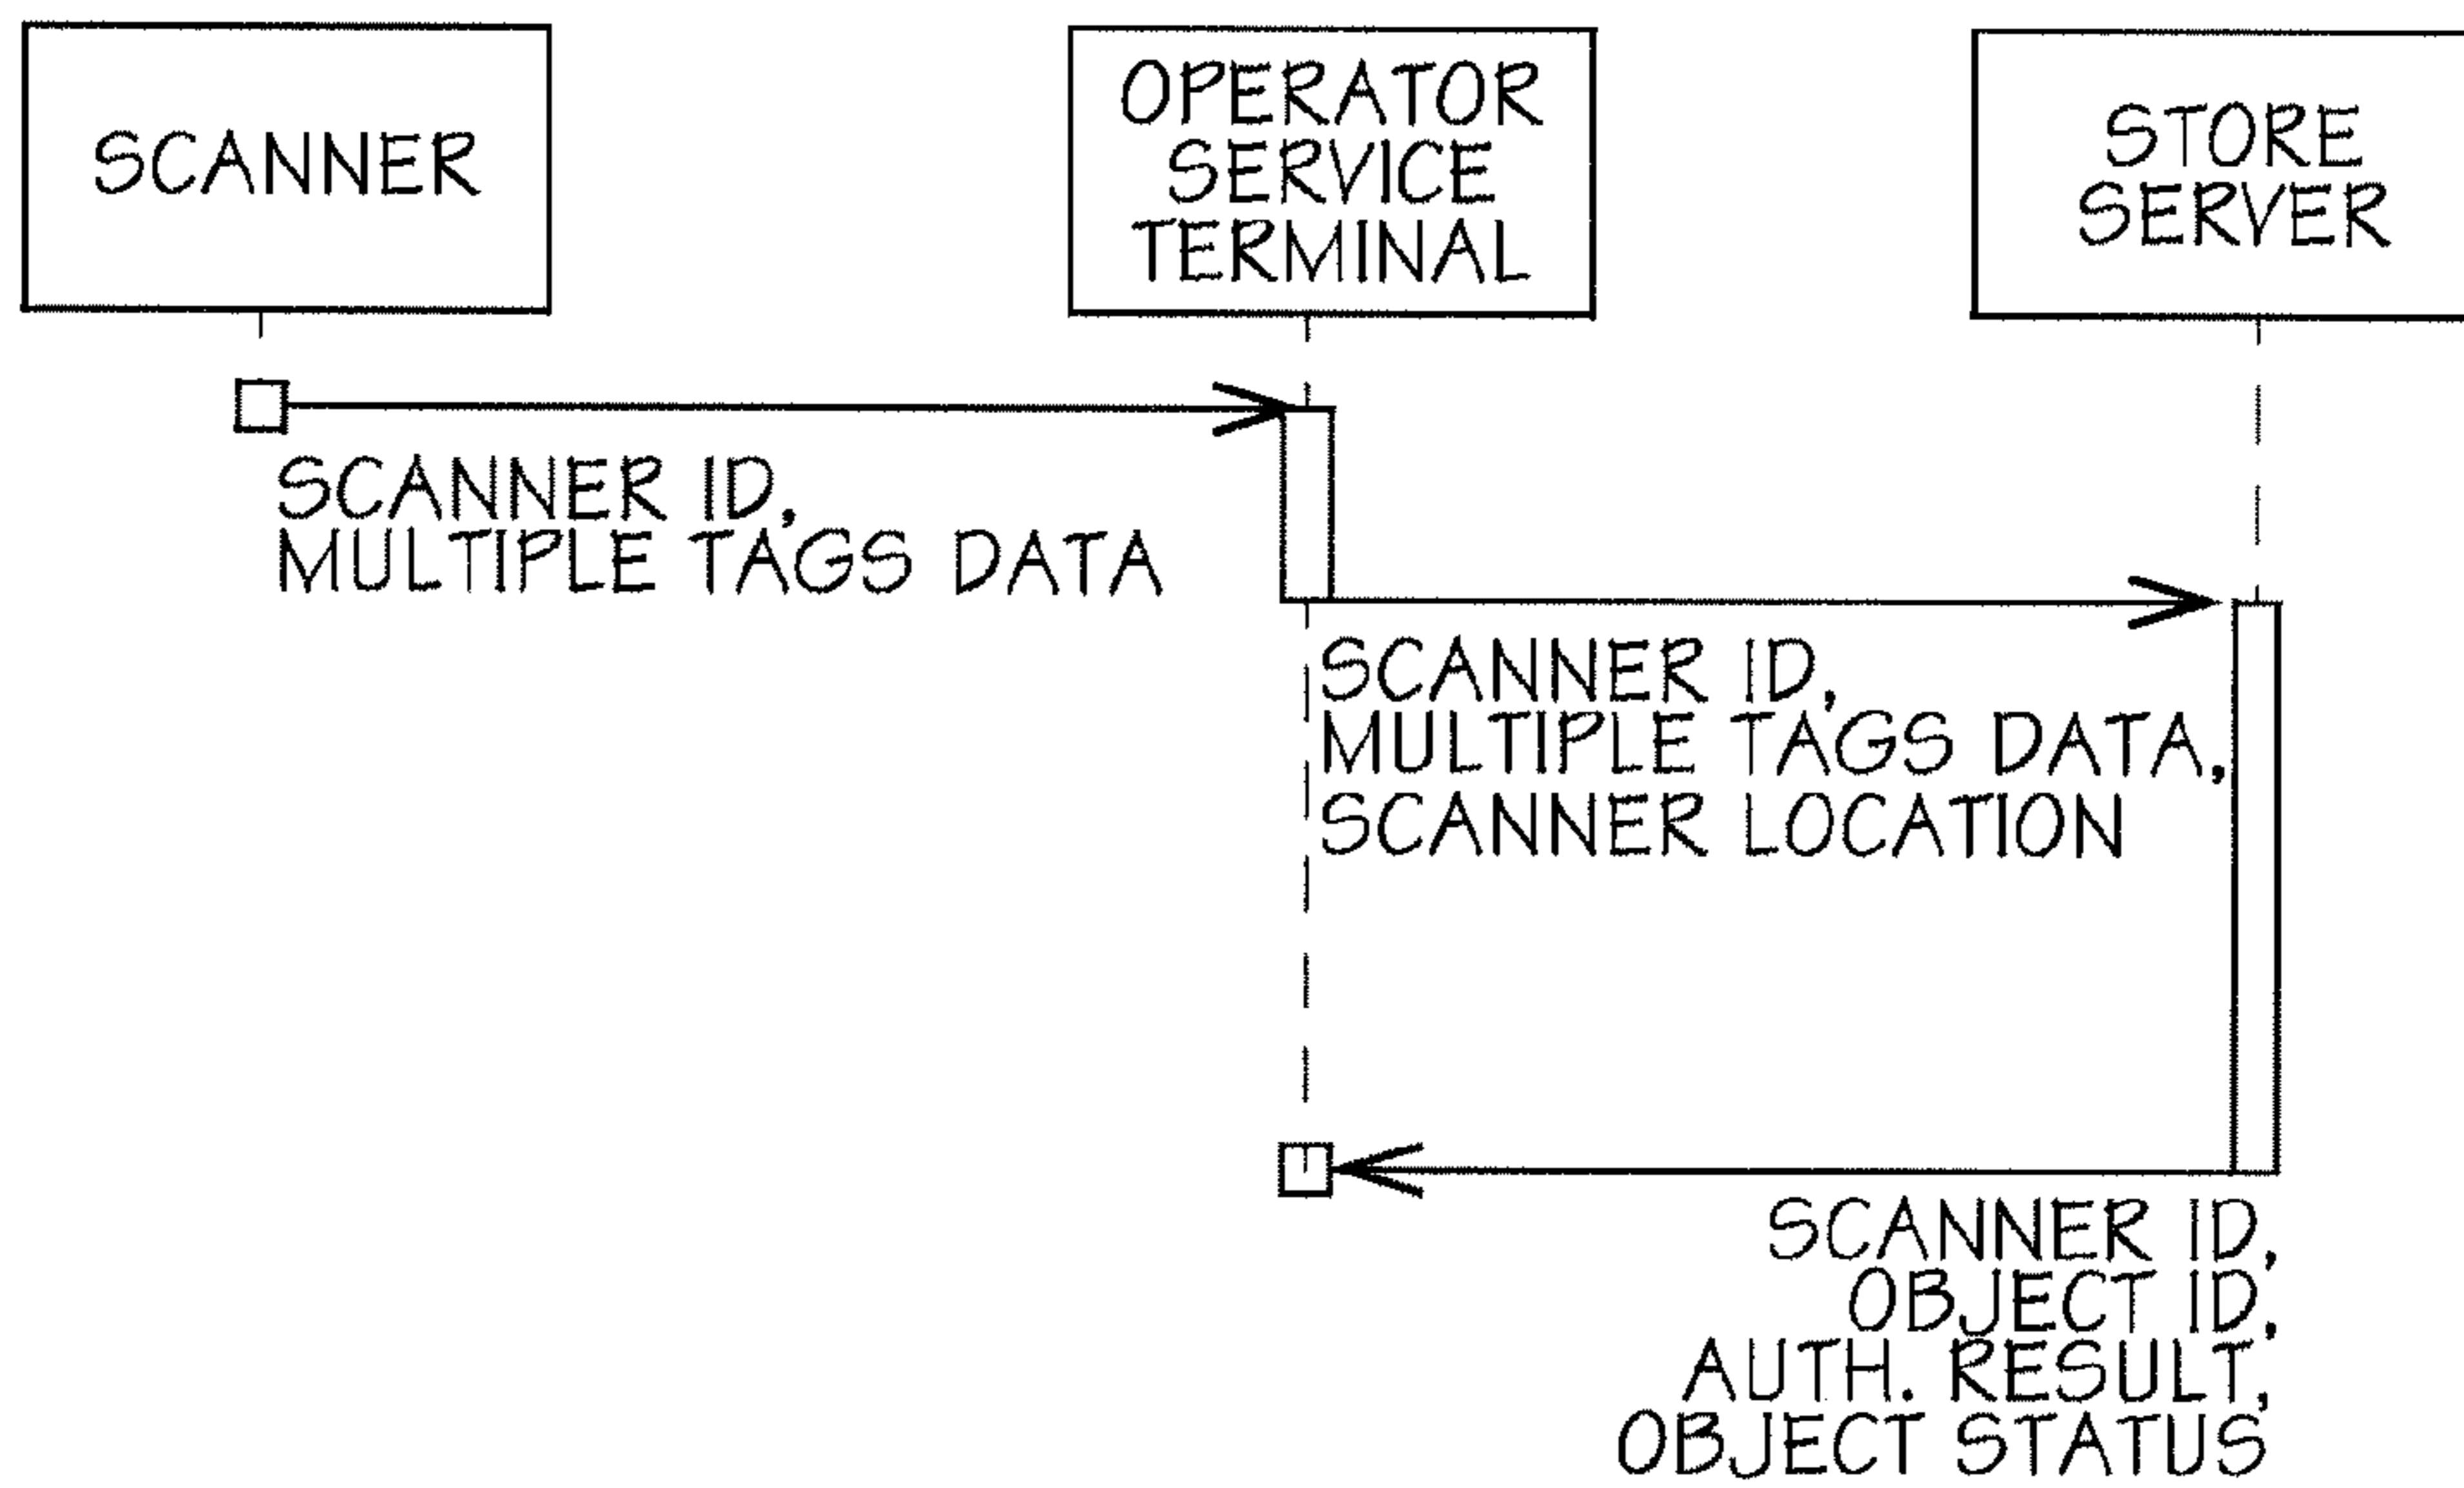 SCANNER
OPERATOR
SERVICE
TERMINAL
STORE
SERVER
SCANNER ID,
MULTIPLE TAGS DATA
SCANNER ID,
MULTIPLE TAGS DATA,
SCANNER LOCATION
SCANNER ID,
OBJECT ID,
AUTH. RESULT,
OBJECT STATUS